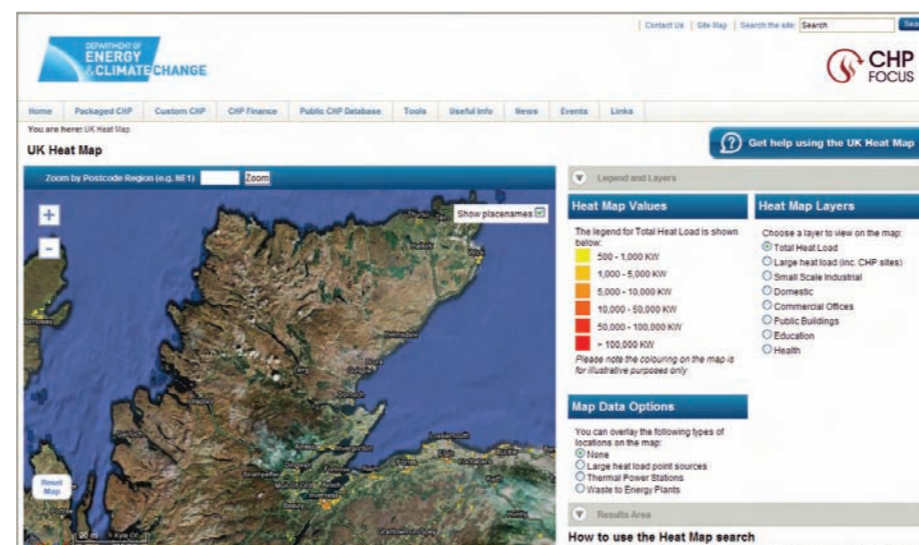 Contact Us | Site Map | Search the site: Search
DEPARTMENT OF
ENERGY
& CLIMATE CHANGE
CHP
FOCUS
Home Packaged CHP Custom CHP CHP Finance Public CHP Database Tools Useful Info News Events Links
You are here: UK Heat Map
UK Heat Map
Get help using the UK Heat Map
Zoom by Postcode Region (e.g. NE1) Zoom
Show placenames
Reset
Map
Legend and Layers
Heat Map Values
The legend for Total Heat Load is shown
below:
500 - 1,000 KW
1,000 - 5,000 KW
5,000 - 10,000 KW
10,000 - 50,000 KW
50,000 - 100,000 KW
> 100,000 KW
Please note the colouring on the map is
for illustrative purposes only
Heat Map Layers
Choose a layer to view on the map:
Total Heat Load
Large heat load (inc. CHP sites)
Small Scale Industrial
Domestic
Commercial Offices
Public Buildings
Education
Health
Map Data Options
You can overlay the following types of
locations on the map:
None
Large heat load point sources
Thermal Power Stations
Waste to Energy Plants
Results Area
How to use the Heat Map search